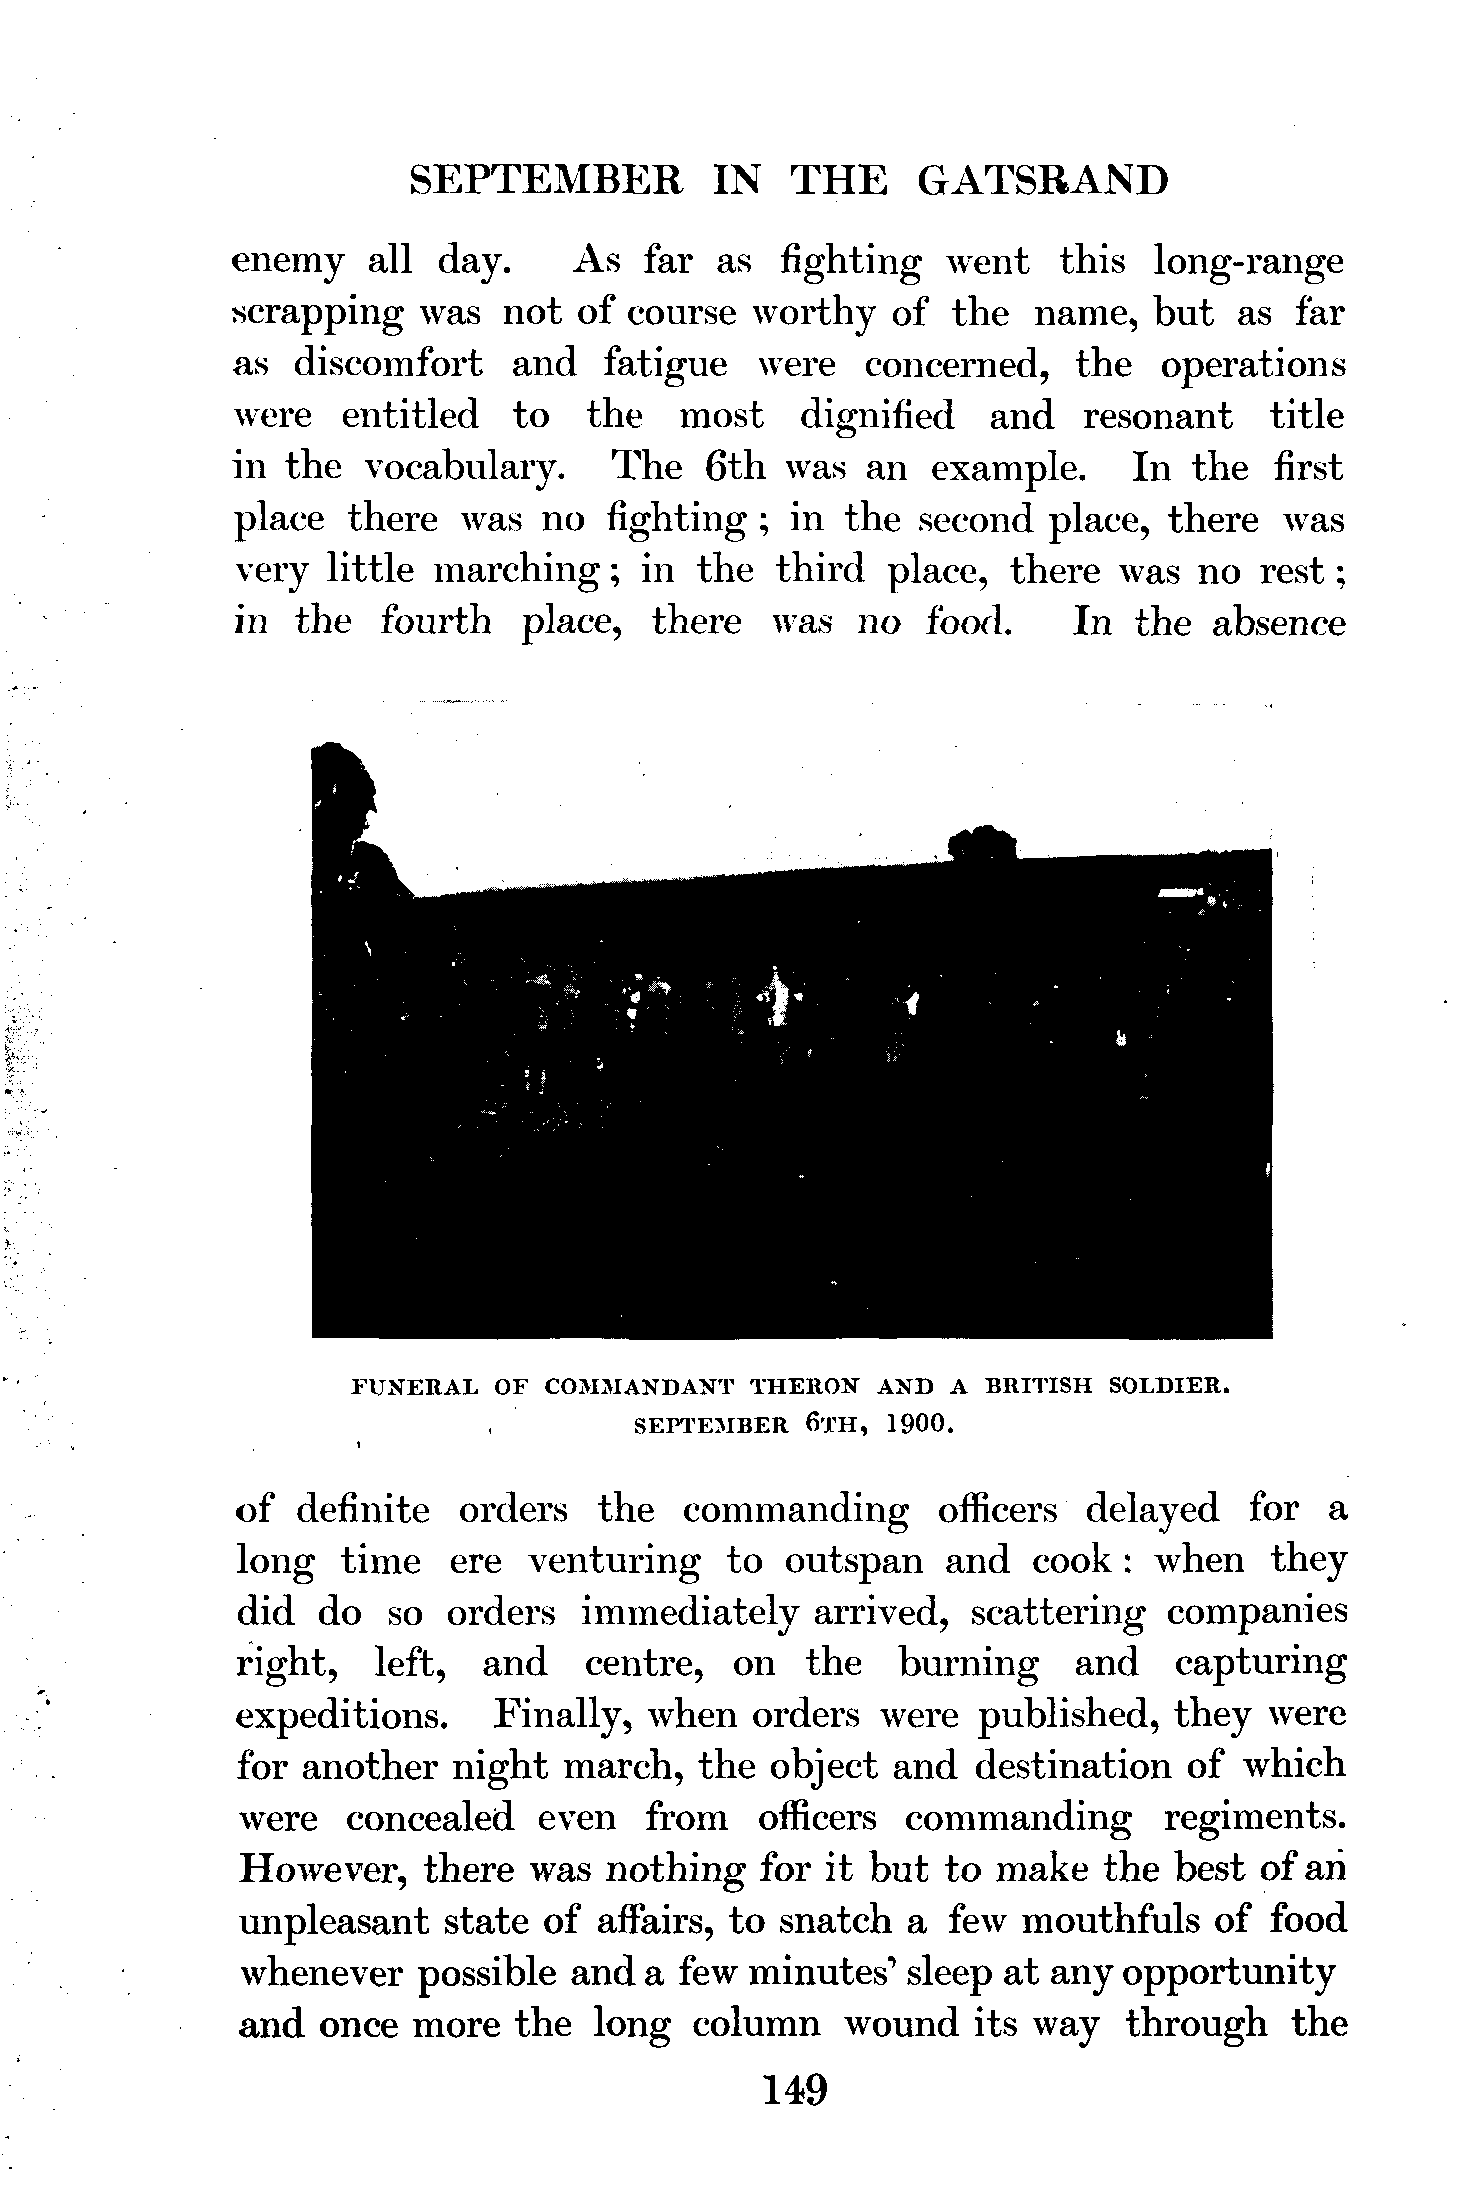 SEPTEMBER IN THE GATSRAND
enemy all day. As far as fighting went this long-range
scrapping was not of course worthy of the name, but as far
as discomfort and fatigue were concerned, the operations
were entitled to the most dignified and resonant title
in the vocabulary. The 6th was an example. In the first
place there was no fighting ; in the second place, there was
very little marching ; in the third place, there was no rest ;
in the fourth place, there was no food. In the absence
FUNERAL OF COMMANDANT THERON AND A BRITISH SOLDIER.
SEPTEMBER 6TH, 1900.
of definite orders the commanding officers delayed for a
long time ere venturing to outspan and cook : when they
did do so orders immediately arrived, scattering companies
right, left, and centre, on the burning and capturing
expeditions. Finally, when orders were published, they were
for another night march, the object and destination of which
were concealed even from officers commanding regiments.
However, there was nothing for it but to make the best of an
unpleasant state of affairs, to snatch a few mouthfuls of food
whenever possible and a few minutes' sleep at any opportunity
and once more the long column wound its way through the
149